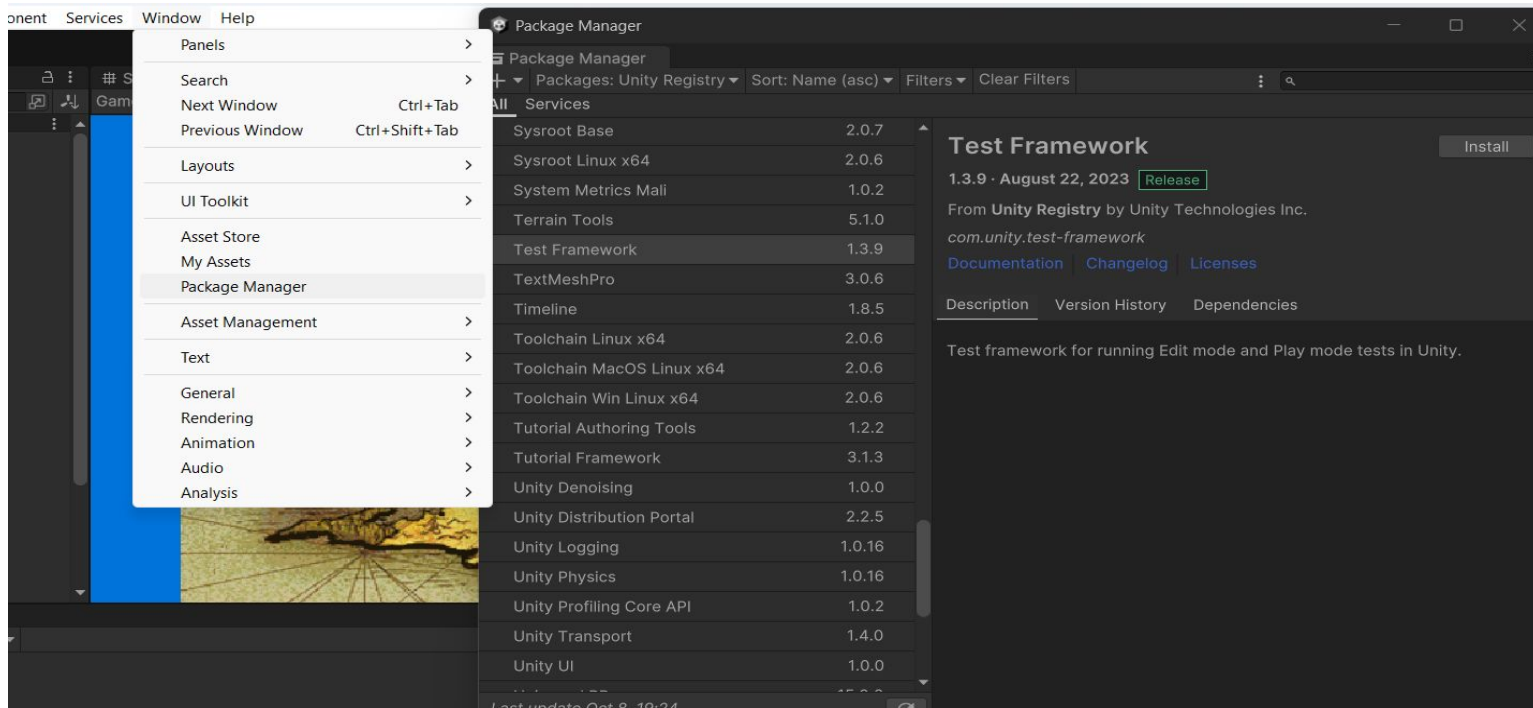 Services Window Help
Panels
Search
Next Window Ctrl+Tab
Previous Window Ctrl+Shift+Tab
Layouts
UI Toolkit
Asset Store
My Assets
Package Manager
Asset Management
Text
General
Rendering
Animation
Audio
Analysis
Package Manager
Package Manager
Packages: Unity Registry Sort: Name (asc) Filters Clear Filters
All Services
Sysroot Base 2.0.7
Sysroot Linux x64 2.0.6
System Metrics Mali 1.0.2
Terrain Tools 5.1.0
Test Framework 1.3.9
TextMeshPro 3.0.6
Timeline 1.8.5
Toolchain Linux x64 2.0.6
Toolchain MacOS Linux x64 2.0.6
Toolchain Win Linux x64 2.0.6
Tutorial Authoring Tools 1.2.2
Tutorial Framework 3.1.3
Unity Denoising 1.0.0
Unity Distribution Portal 2.2.5
Unity Logging 1.0.16
Unity Physics 1.0.16
Unity Profiling Core API 1.0.2
Unity Transport 1.4.0
Unity UI 1.0.0
Last update Oct 8, 19:24
Test Framework
Install
1.3.9 · August 22, 2023 Release
From Unity Registry by Unity Technologies Inc.
com.unity.test-framework
Documentation Changelog Licenses
Description Version History Dependencies
Test framework for running Edit mode and Play mode tests in Unity.